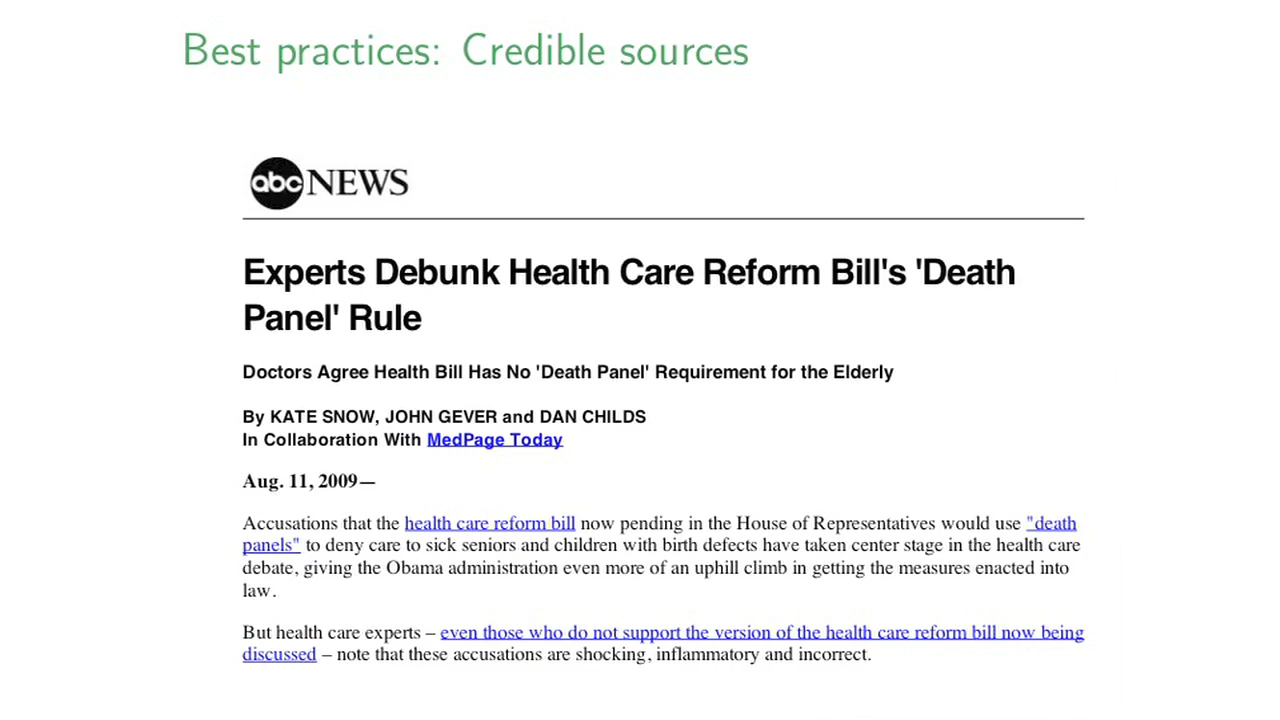 Best practices: Credible sources
abc NEWS
Experts Debunk Health Care Reform Bill's 'Death
Panel' Rule
Doctors Agree Health Bill Has No 'Death Panel' Requirement for the Elderly
By KATE SNOW, JOHN GEVER and DAN CHILDS
In Collaboration With MedPage Today
Aug. 11, 2009—
Accusations that the health care reform bill now pending in the House of Representatives would use "death
panels" to deny care to sick seniors and children with birth defects have taken center stage in the health care
debate, giving the Obama administration even more of an uphill climb in getting the measures enacted into
law.
But health care experts – even those who do not support the version of the health care reform bill now being
discussed – note that these accusations are shocking, inflammatory and incorrect.